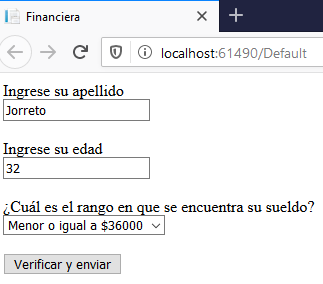 Financiera
localhost:61490/Default
Ingrese su apellido
Jorreto
Ingrese su edad
32
¿Cuál es el rango en que se encuentra su sueldo?
Menor o igual a $36000
Verificar y enviar